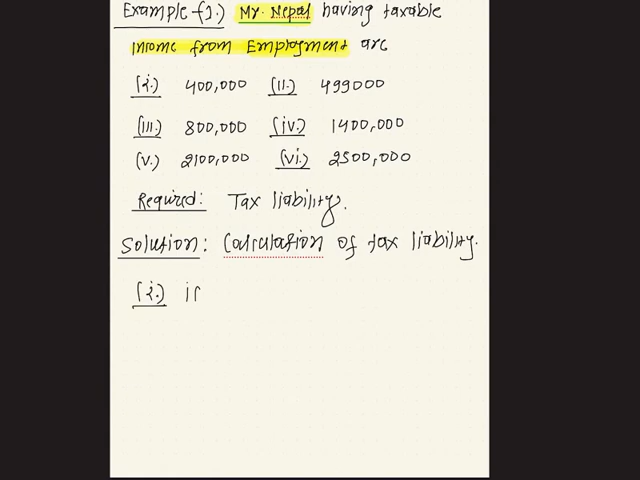 Example-(1:) Mr. Nepal having taxable
Income from Employment are
(i.) 400,000 (ii.) 499000
(iii.) 800,000 (iv.) 1400,000
(v.) 2100,000 (vi.) 2500,000
Required: Tax liability.
Solution: Calculation of tax liability.
(i.) if